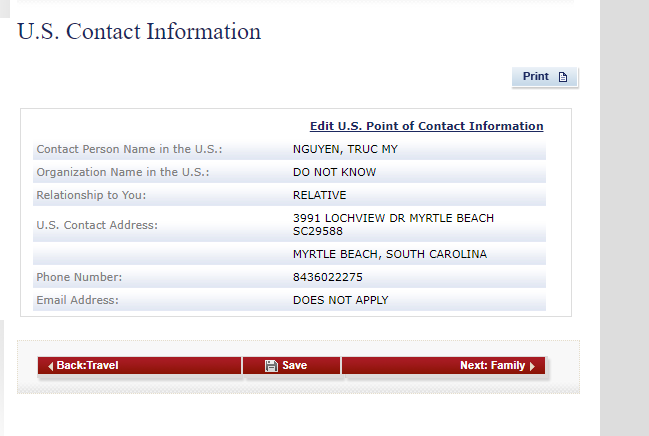 U.S. Contact Information
Print
Edit U.S. Point of Contact Information
Contact Person Name in the U.S.: NGUYEN, TRUC MY
Organization Name in the U.S.: DO NOT KNOW
Relationship to You: RELATIVE
U.S. Contact Address: 3991 LOCHVIEW DR MYRTLE BEACH
SC29588
MYRTLE BEACH, SOUTH CAROLINA
Phone Number: 8436022275
Email Address: DOES NOT APPLY
Back:Travel Save Next: Family